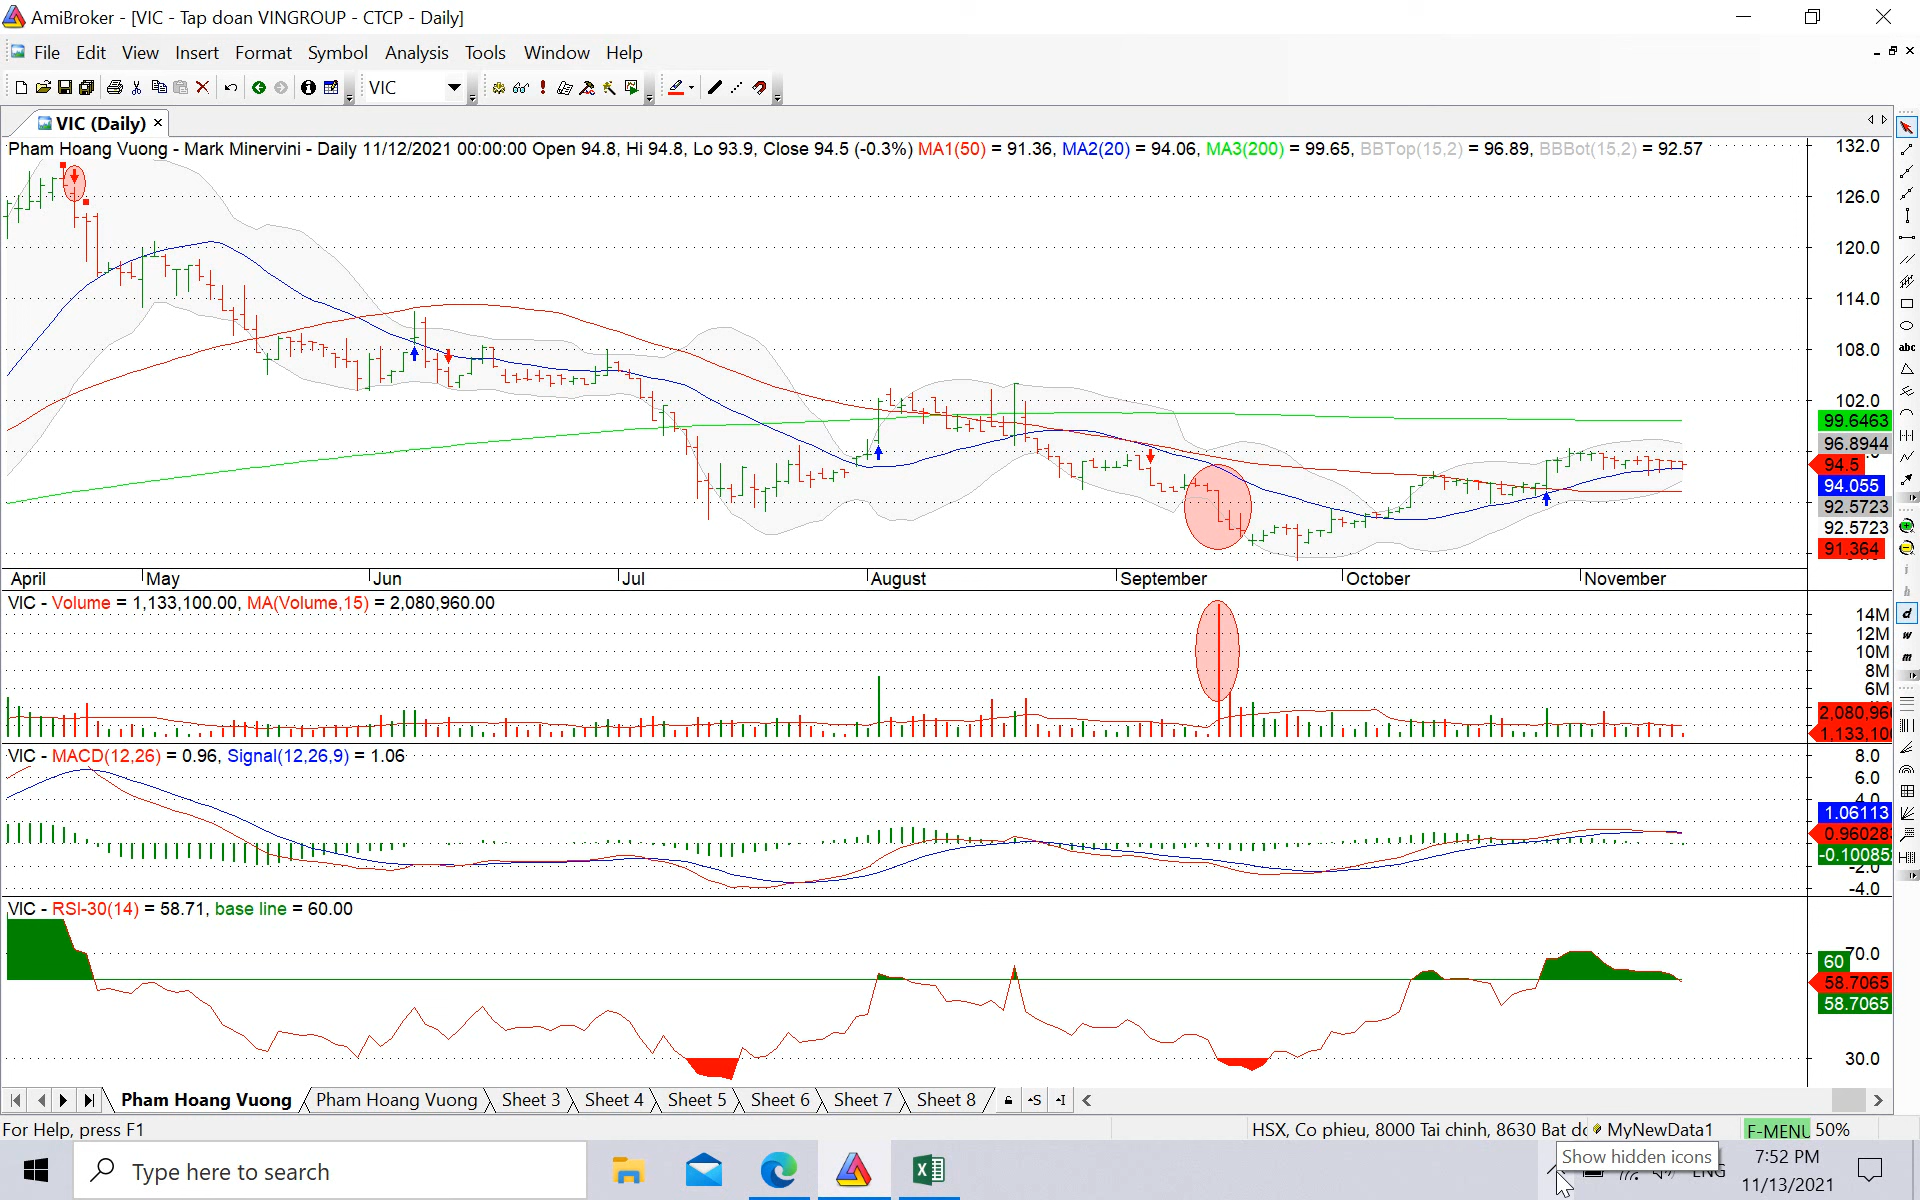 AmiBroker - [VIC - Tap doan VINGROUP - CTCP - Daily]
File Edit View Insert Format Symbol Analysis Tools Window Help
VIC
abc
VIC (Daily)
Pham Hoang Vuong - Mark Minervini - Daily 11/12/2021 00:00:00 Open 94.8, Hi 94.8, Lo 93.9, Close 94.5 (-0.3%) MA1(50) = 91.36, MA2(20) = 94.06, MA3(200) = 99.65, BBTop(15,2) = 96.89, BBBot(15,2) = 92.57
132.0
126.0
120.0
114.0
108.0
102.0
99.6463
96.8944
94.5
94.055
92.5723
92.5723
91.364
April May Jun Jul August September October November
VIC - Volume = 1,133,100.00, MA(Volume,15) = 2,080,960.00
14M
12M
10M
8M
6M
2,080,960
1,133,10
d
w
m
VIC - MACD(12,26) = 0.96, Signal(12,26,9) = 1.06
8.0
6.0
4.0
1.06113
0.96028
-0.10085
-2.0
-4.0
VIC - RSI-30(14) = 58.71, base line = 60.00
60 70.0
58.7065
58.7065
30.0
Pham Hoang Vuong Pham Hoang Vuong Sheet 3 Sheet 4 Sheet 5 Sheet 6 Sheet 7 Sheet 8
For Help, press F1 HSX, Co phieu, 8000 Tai chinh, 8630 Bat do MyNewData1 F-MENU 50%
Show hidden icons
Type here to search
ENG
7:52 PM
11/13/2021